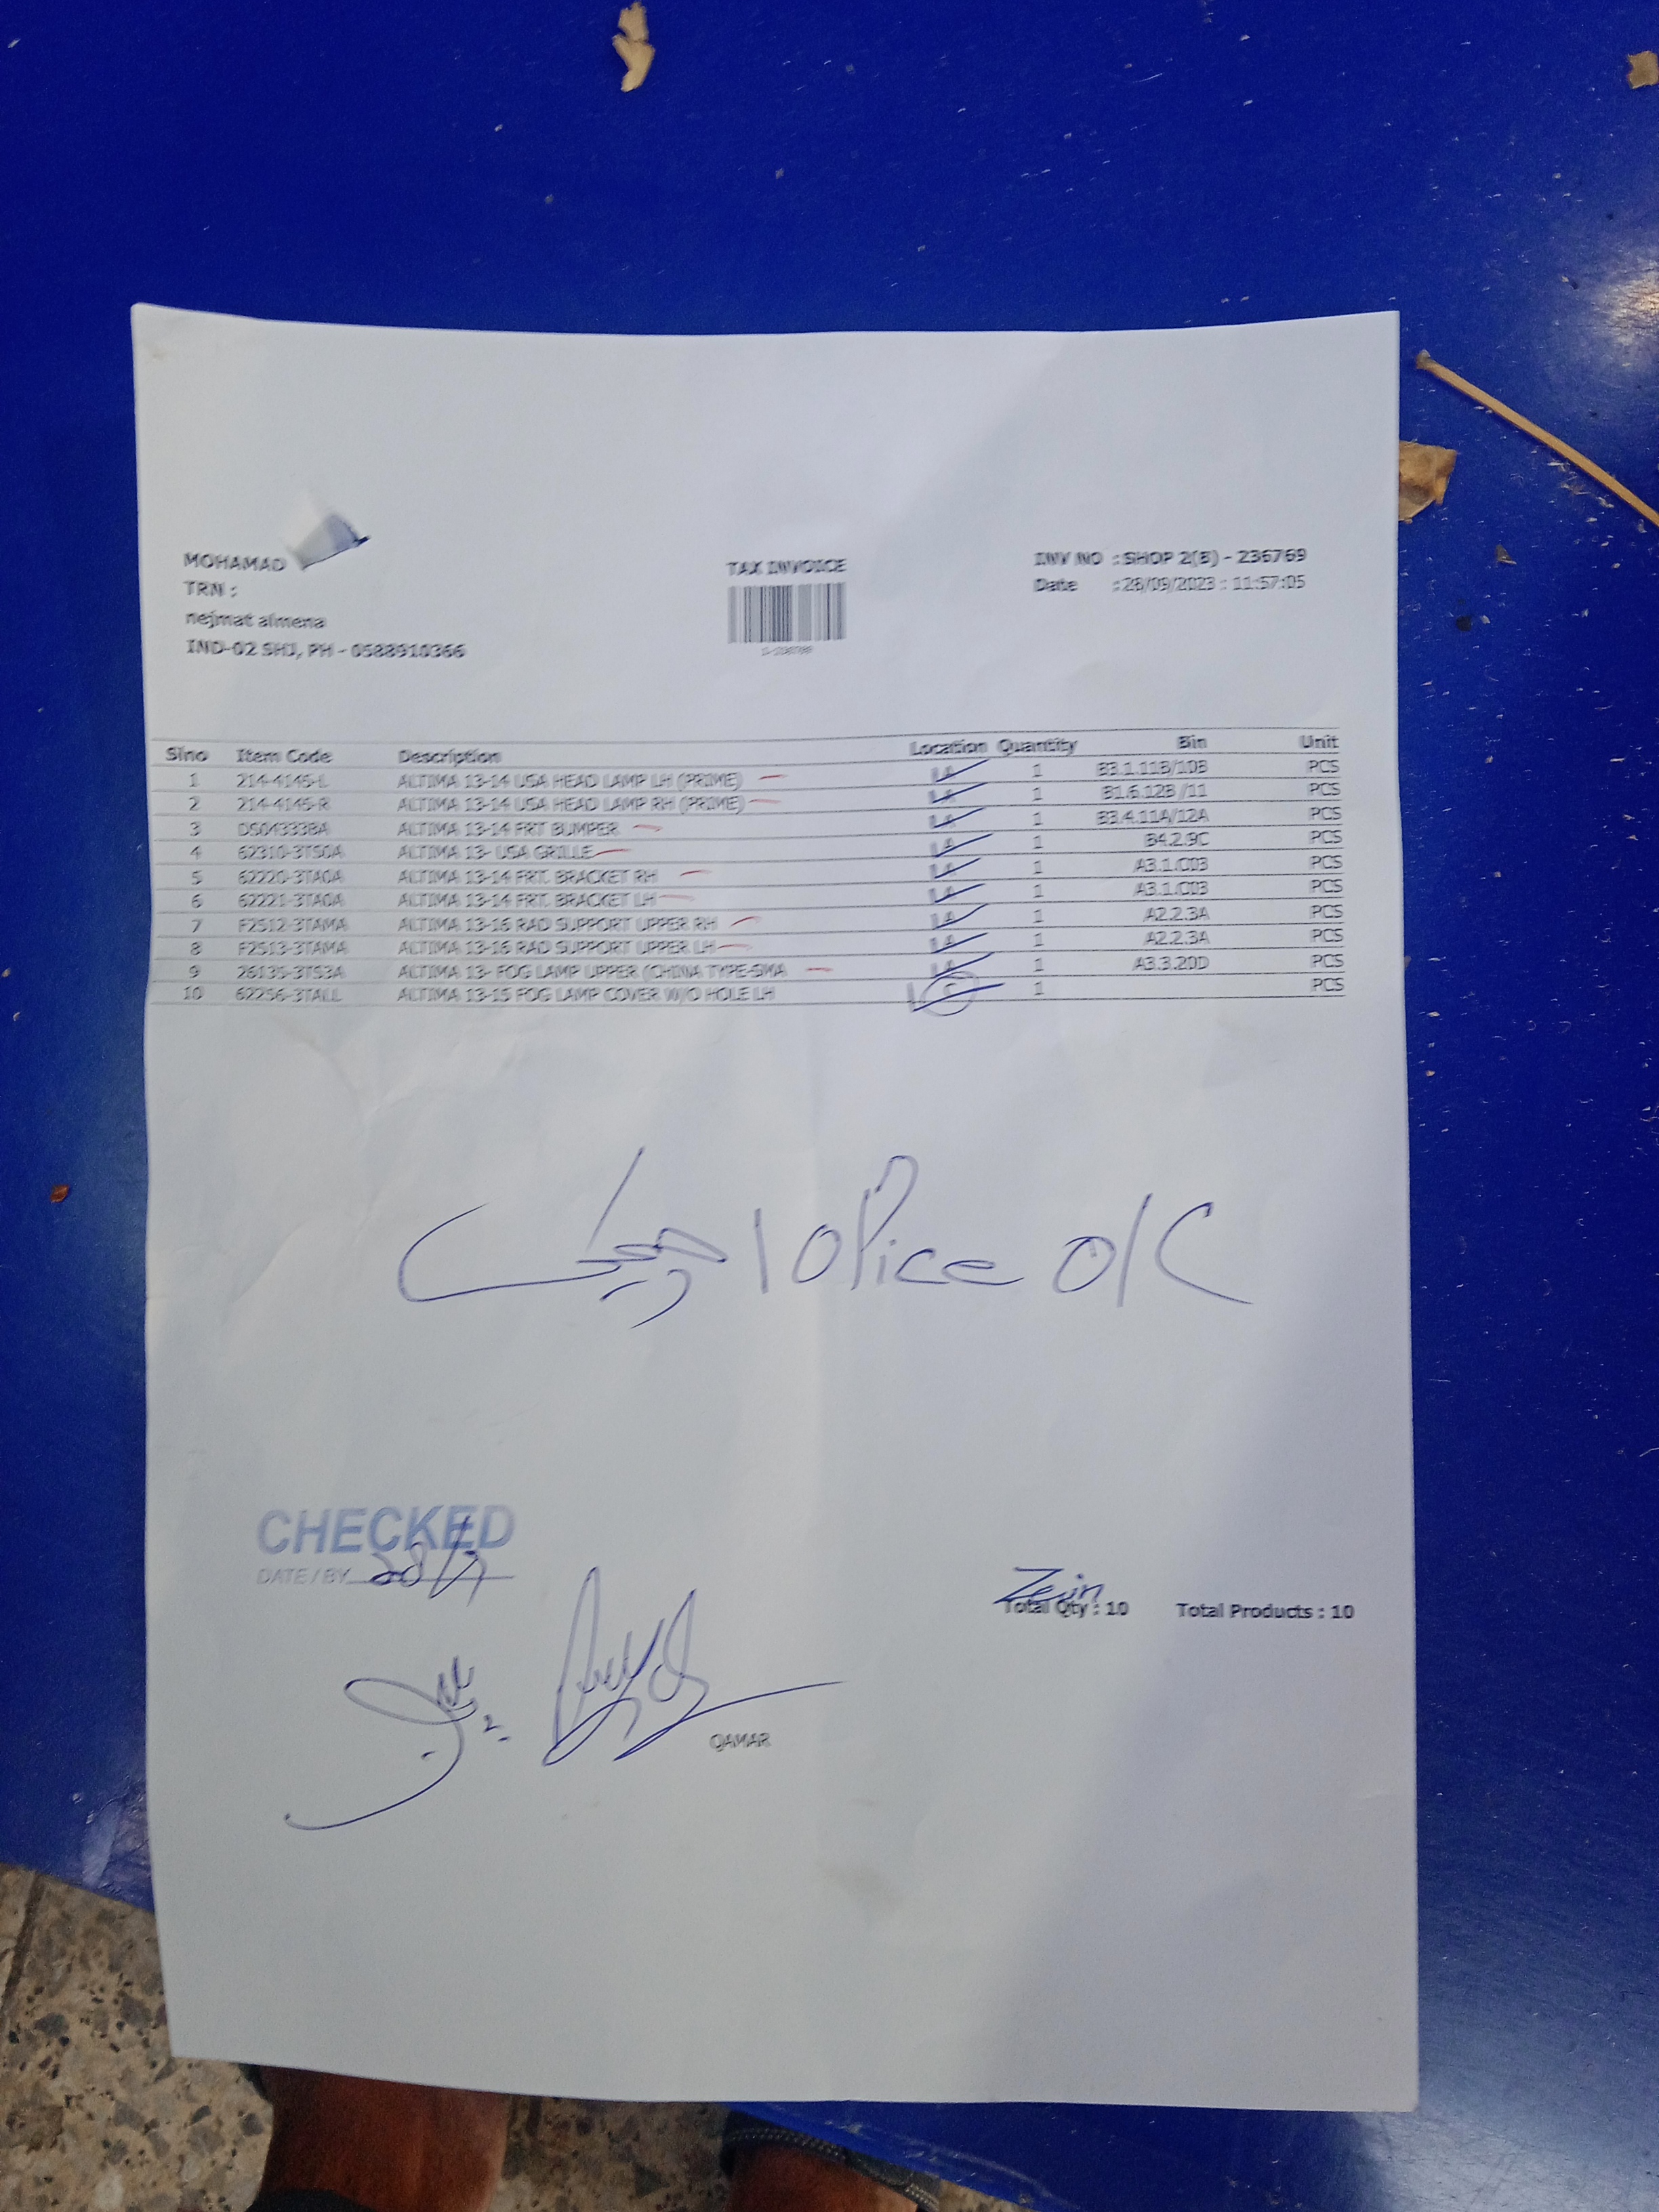 MOHAMAD
TRN :
nejmat almena
IND-02 SHJ, PH - 0588910366
TAX INVOICE
INV NO : SHOP 2(B) - 236769
Date : 28/09/2023 : 11:57:05
Slno Item Code Description Location Quantity Bin Unit
1 214-4145-L ALTIMA 13-14 USA HEAD LAMP LH (PRIME) 1 B3.1.11B/10B PCS
2 214-4145-R ALTIMA 13-14 USA HEAD LAMP RH (PRIME) 1 B1.6.12B /11 PCS
3 DS04333BA ALTIMA 13-14 FRT BUMPER 1 B3.4.11A/12A PCS
4 62310-3TS0A ALTIMA 13- USA GRILLE 1 B4.2.9C PCS
5 62220-3TA0A ALTIMA 13-14 FRT. BRACKET RH 1 A3.1.C03 PCS
6 62221-3TA0A ALTIMA 13-14 FRT. BRACKET LH 1 A3.1.C03 PCS
7 F2512-3TAMA ALTIMA 13-16 RAD SUPPORT UPPER RH 1 A2.2.3A PCS
8 F2513-3TAMA ALTIMA 13-16 RAD SUPPORT UPPER LH 1 A2.2.3A PCS
9 26135-3TS3A ALTIMA 13- FOG LAMP UPPER (CHINA TYPE-SMA 1 A3.3.20D PCS
10 62256-3TALL ALTIMA 13-15 FOG LAMP COVER W/O HOLE LH 1 PCS
10 Pice OK
CHECKED
DATE / BY 28/9
Zein
Total Qty : 10 Total Products : 10
QAMAR